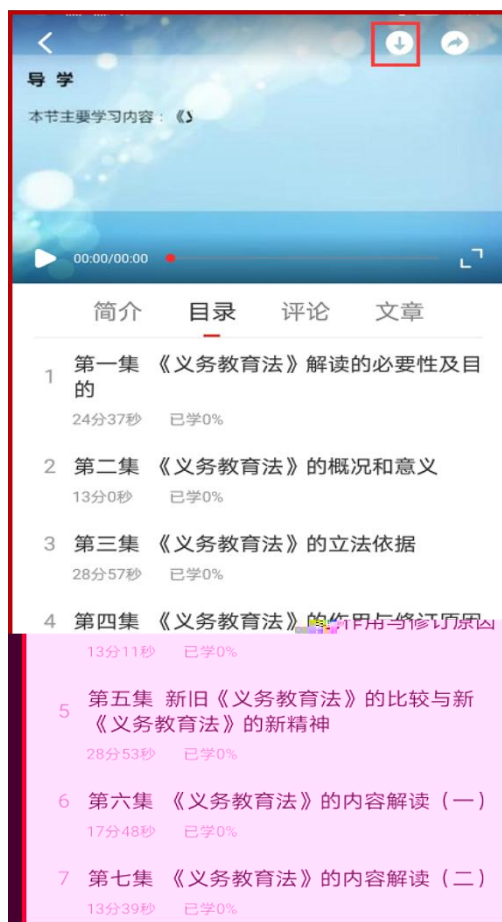 导 学
本节主要学习内容：《
00:00/00:00
简介 目录 评论 文章
1 第一集 《义务教育法》解读的必要性及目
的
24分37秒 已学0%
2 第二集 《义务教育法》的概况和意义
13分0秒 已学0%
3 第三集 《义务教育法》的立法依据
28分57秒 已学0%
4 第四集 《义务教育法》的作用与修订原因
13分11秒 已学0%
5 第五集 新旧《义务教育法》的比较与新
《义务教育法》的新精神
28分53秒 已学0%
6 第六集 《义务教育法》的内容解读（一）
17分48秒 已学0%
7 第七集 《义务教育法》的内容解读（二）
13分39秒 已学0%